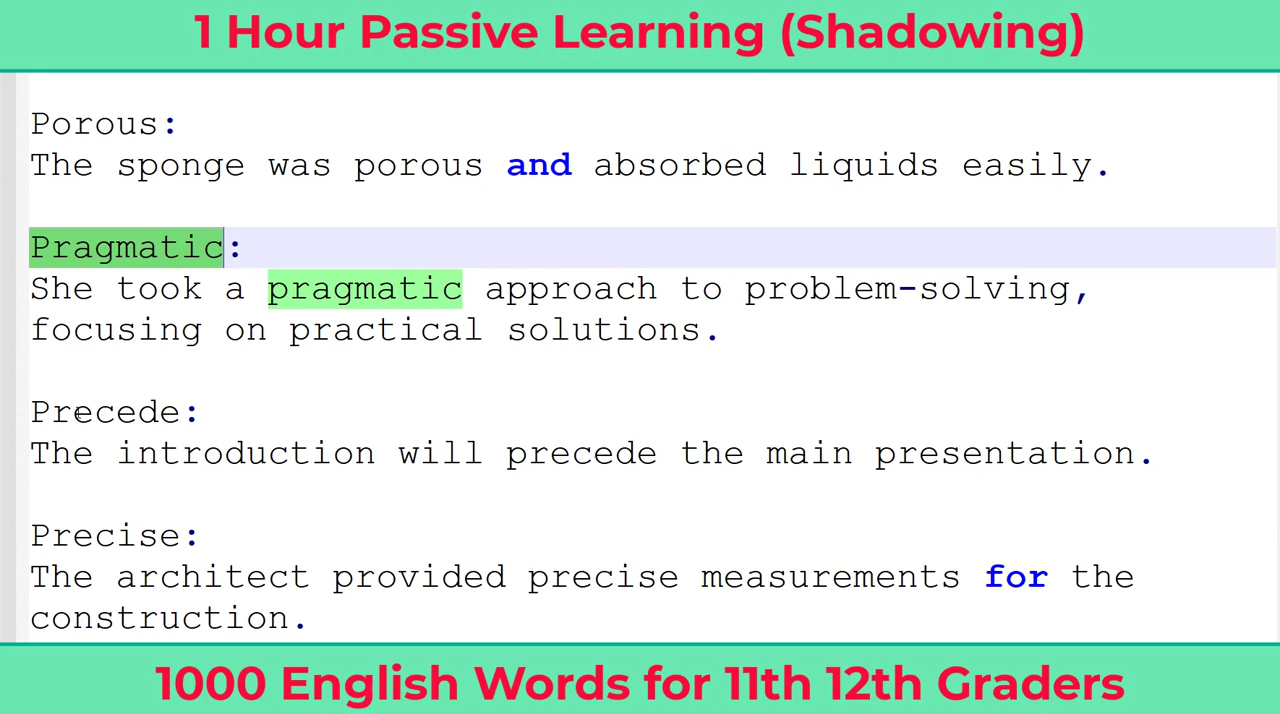 1 Hour Passive Learning (Shadowing)
Porous:
The sponge was porous and absorbed liquids easily.
Pragmatic:
She took a pragmatic approach to problem-solving,
focusing on practical solutions.
Precede:
The introduction will precede the main presentation.
Precise:
The architect provided precise measurements for the
construction.
1000 English Words for 11th 12th Graders